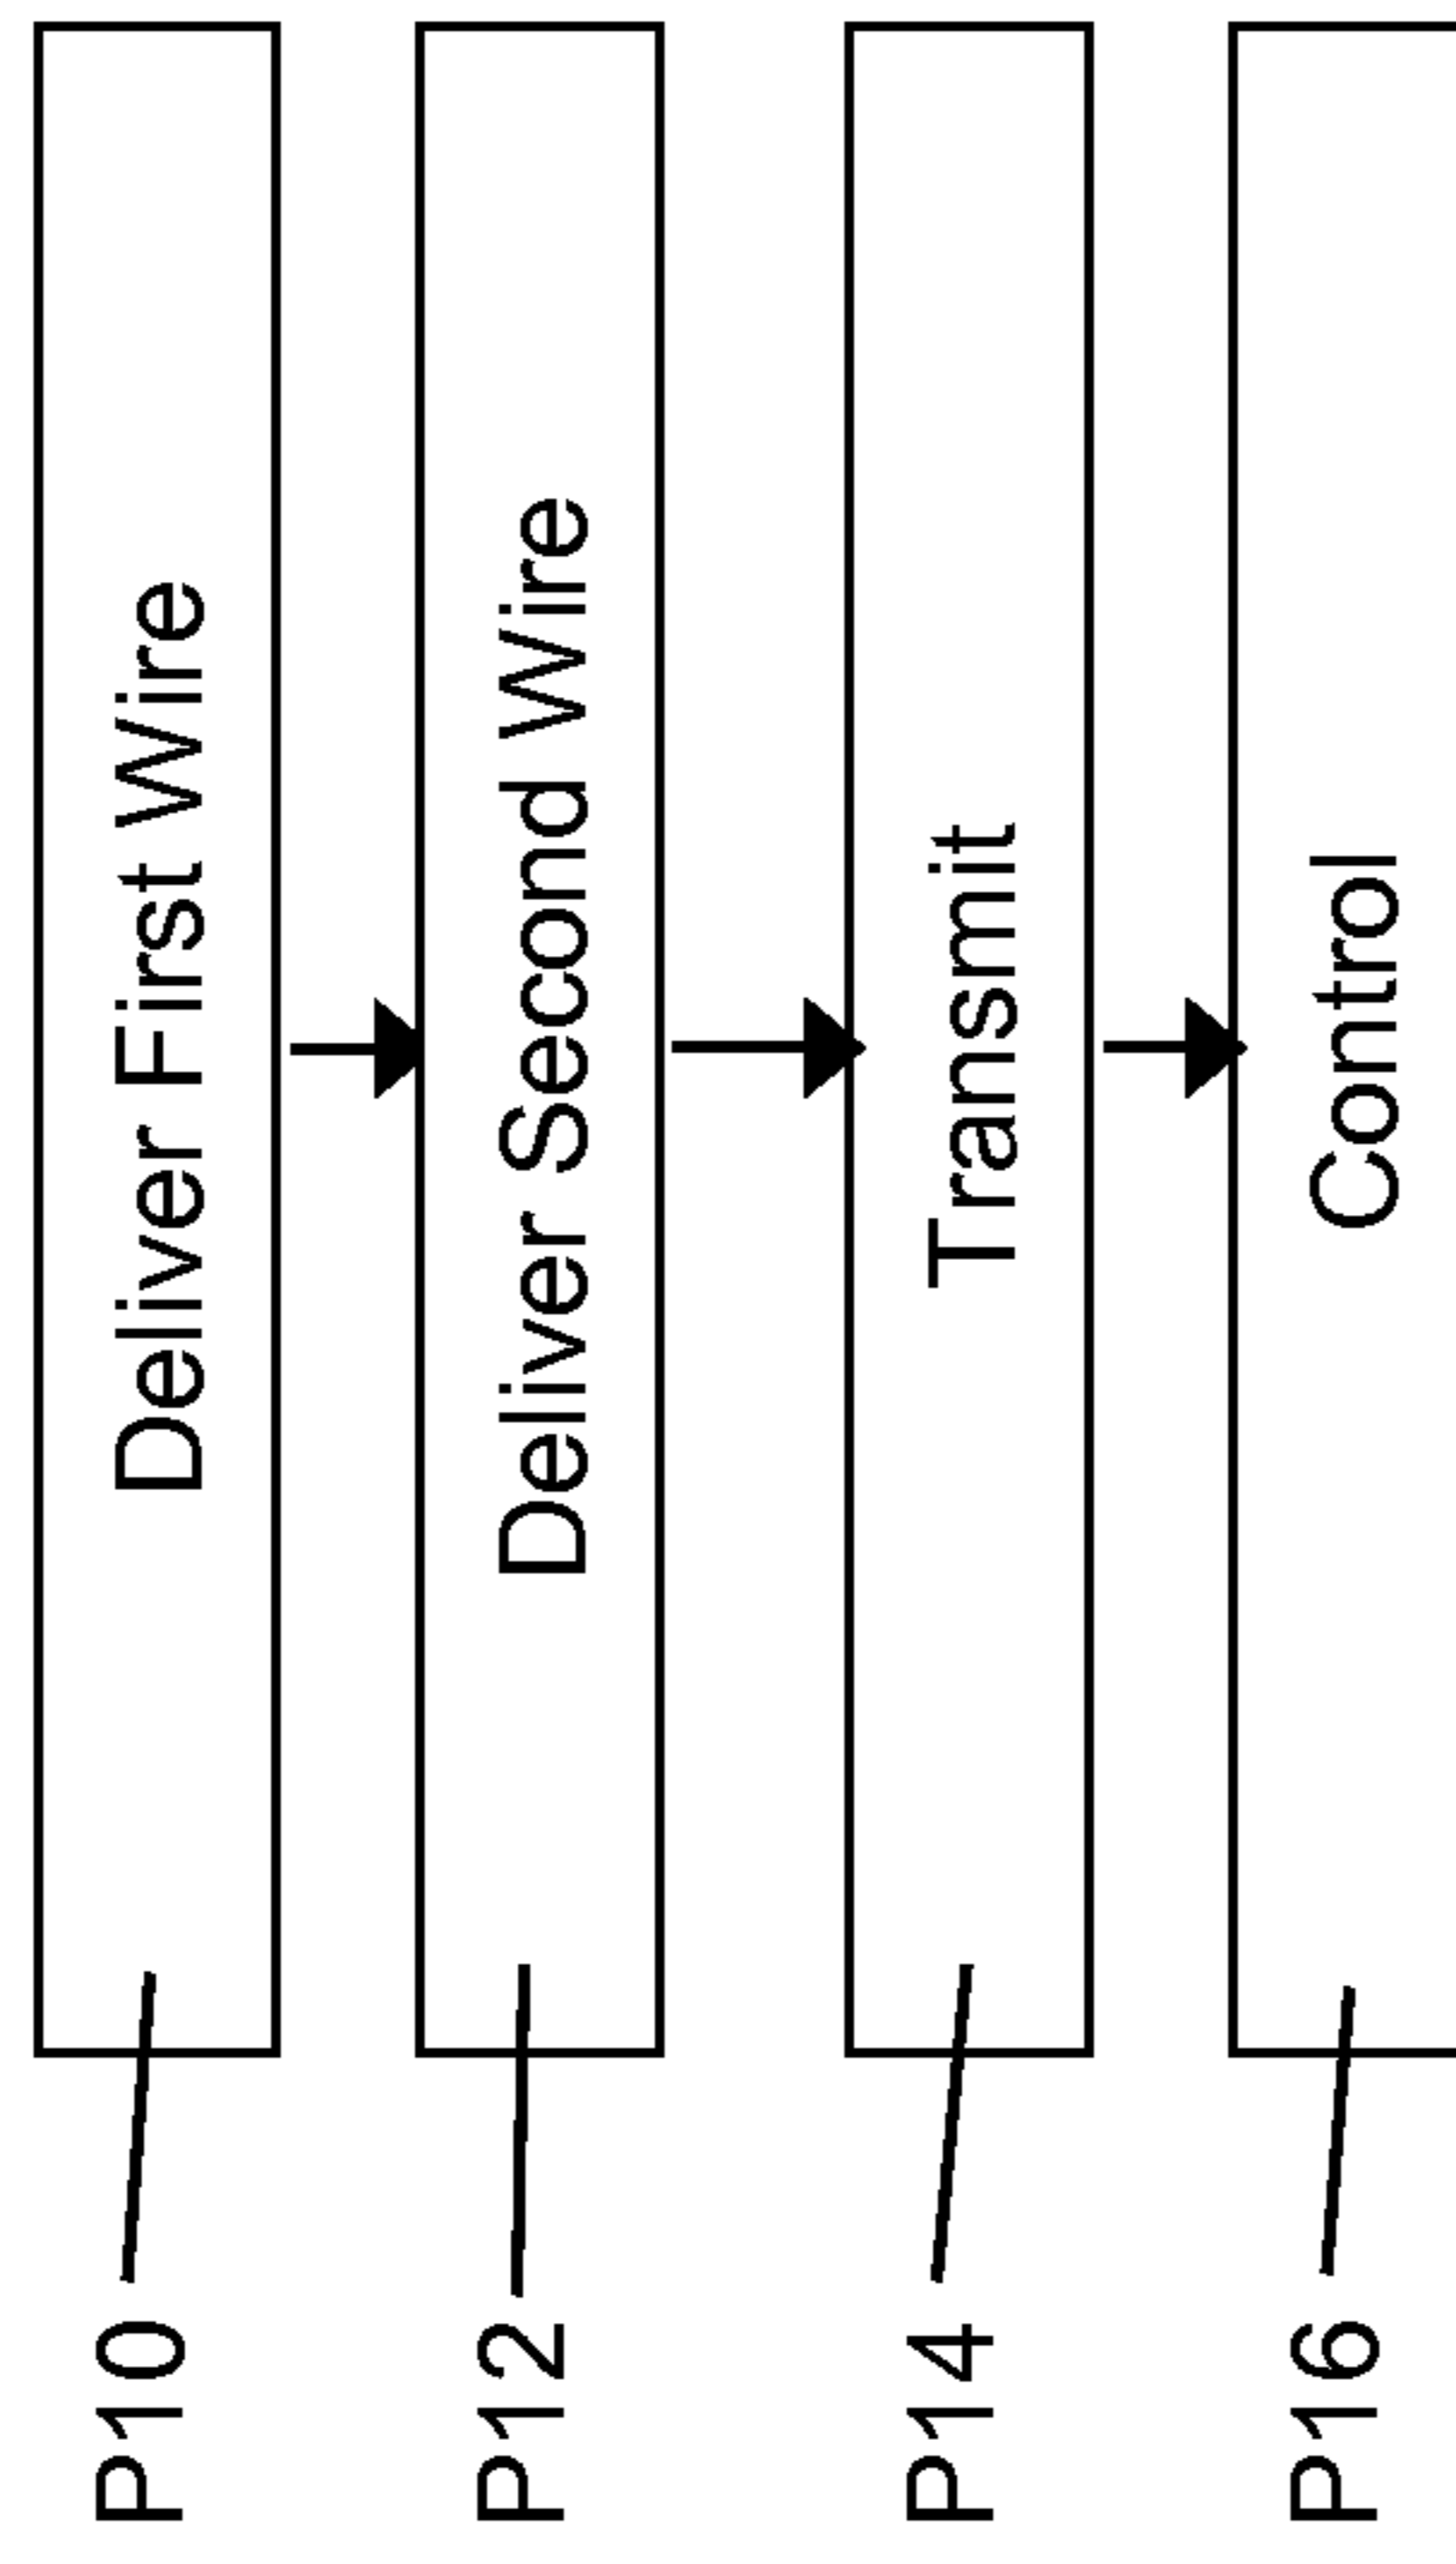 P10 Deliver First Wire
P12 Deliver Second Wire
P14 Transmit
P16 Control